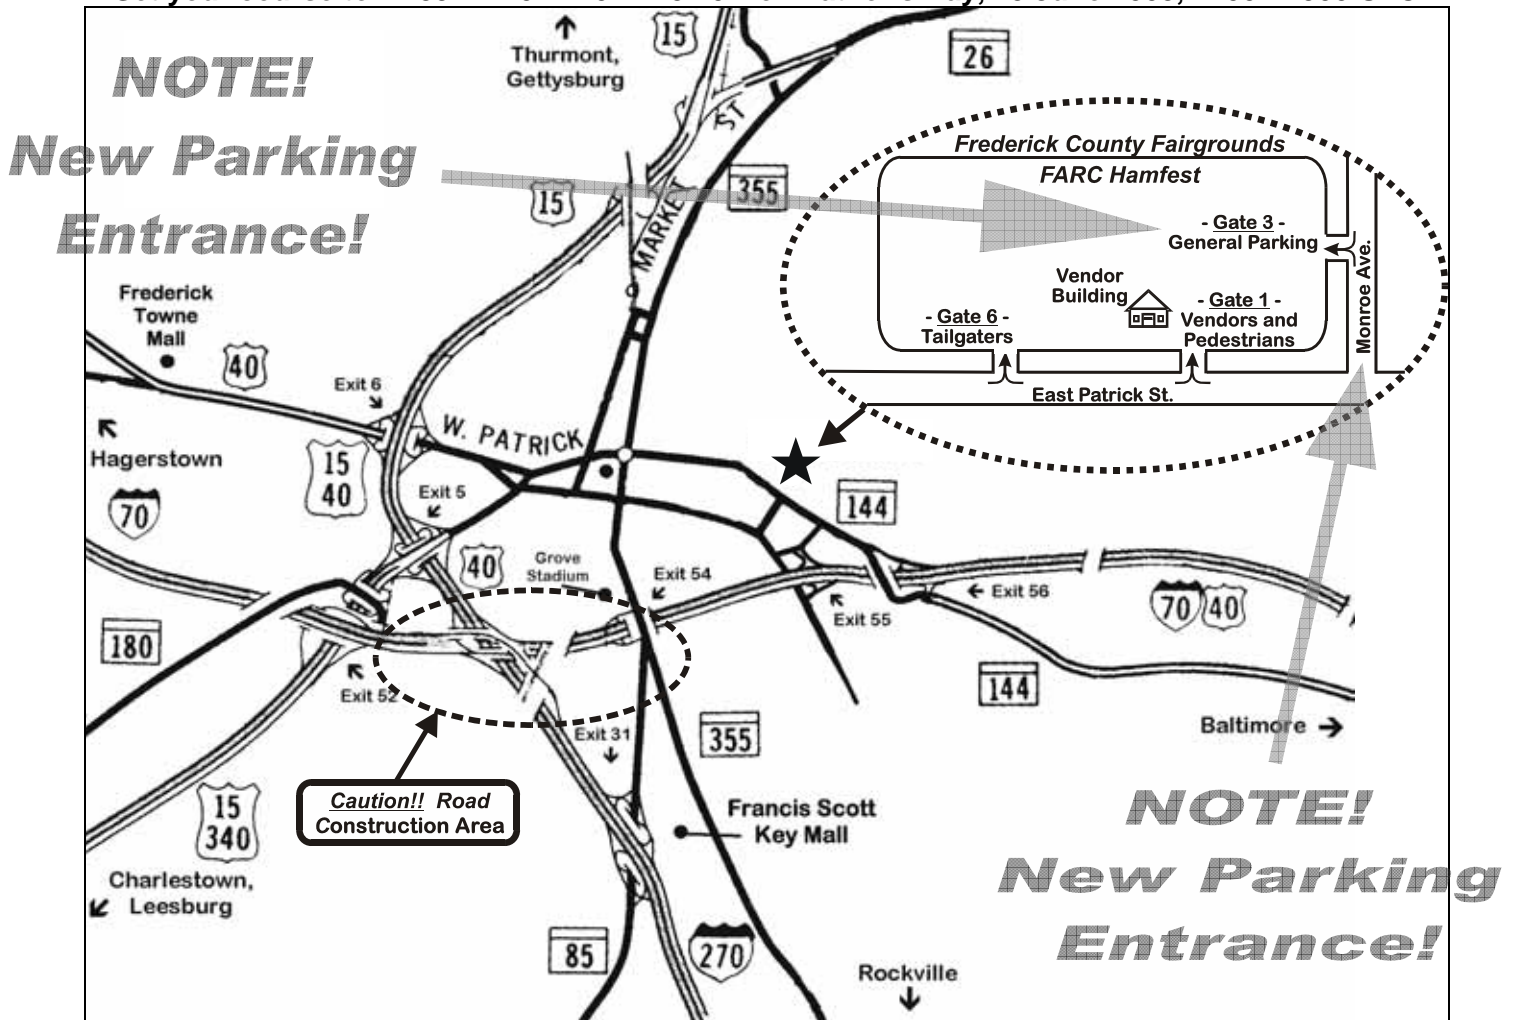 NOTE!
New Parking
Entrance!
Thurmont,
Gettysburg
15
26
ST
355
15
MARKET
Frederick County Fairgrounds
FARC Hamfest
- Gate 3 -
General Parking
Monroe Ave.
Vendor
Building
- Gate 1 -
Vendors and
Pedestrians
- Gate 6 -
Tailgaters
East Patrick St.
Frederick
Towne
Mall
40
Exit 6
W. PATRICK
Hagerstown
15
40
70
Exit 5
144
40
Grove
Stadium
Exit 54
Exit 56
Exit 55
70
40
180
Exit 52
144
355
Exit 31
Baltimore
Caution!! Road
Construction Area
15
340
Francis Scott
Key Mall
NOTE!
New Parking
Entrance!
Charlestown,
Leesburg
85
270
Rockville